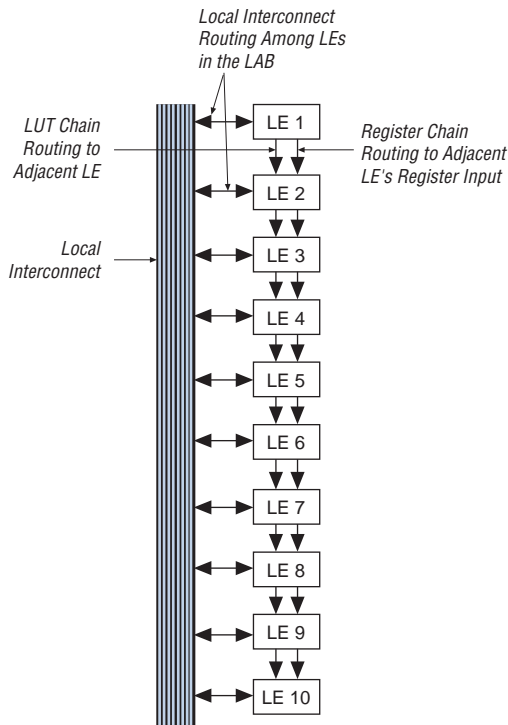 Local Interconnect
Routing Among LEs
in the LAB
LUT Chain
Routing to
Adjacent LE
Register Chain
Routing to Adjacent
LE's Register Input
Local
Interconnect
LE 1
LE 2
LE 3
LE 4
LE 5
LE 6
LE 7
LE 8
LE 9
LE 10